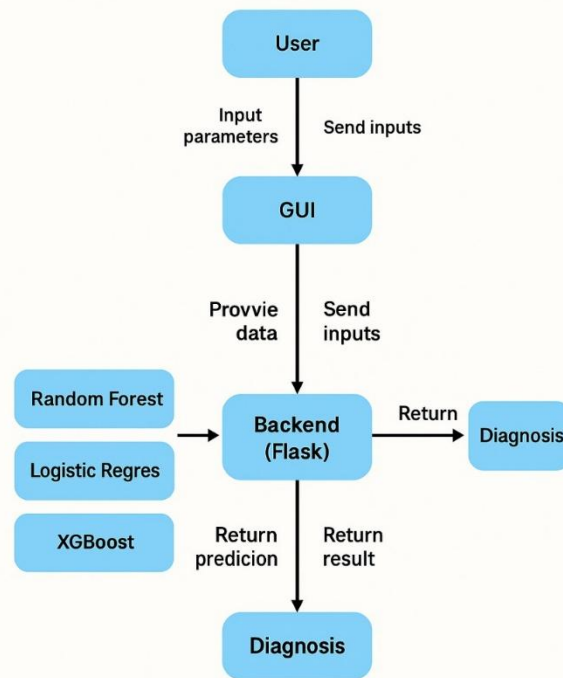 User
Input
parameters
Send inputs
GUI
Provvie
data
Send
inputs
Random Forest
Logistic Regres
XGBoost
Backend
(Flask)
Return
Diagnosis
Return
predicion
Return
result
Diagnosis